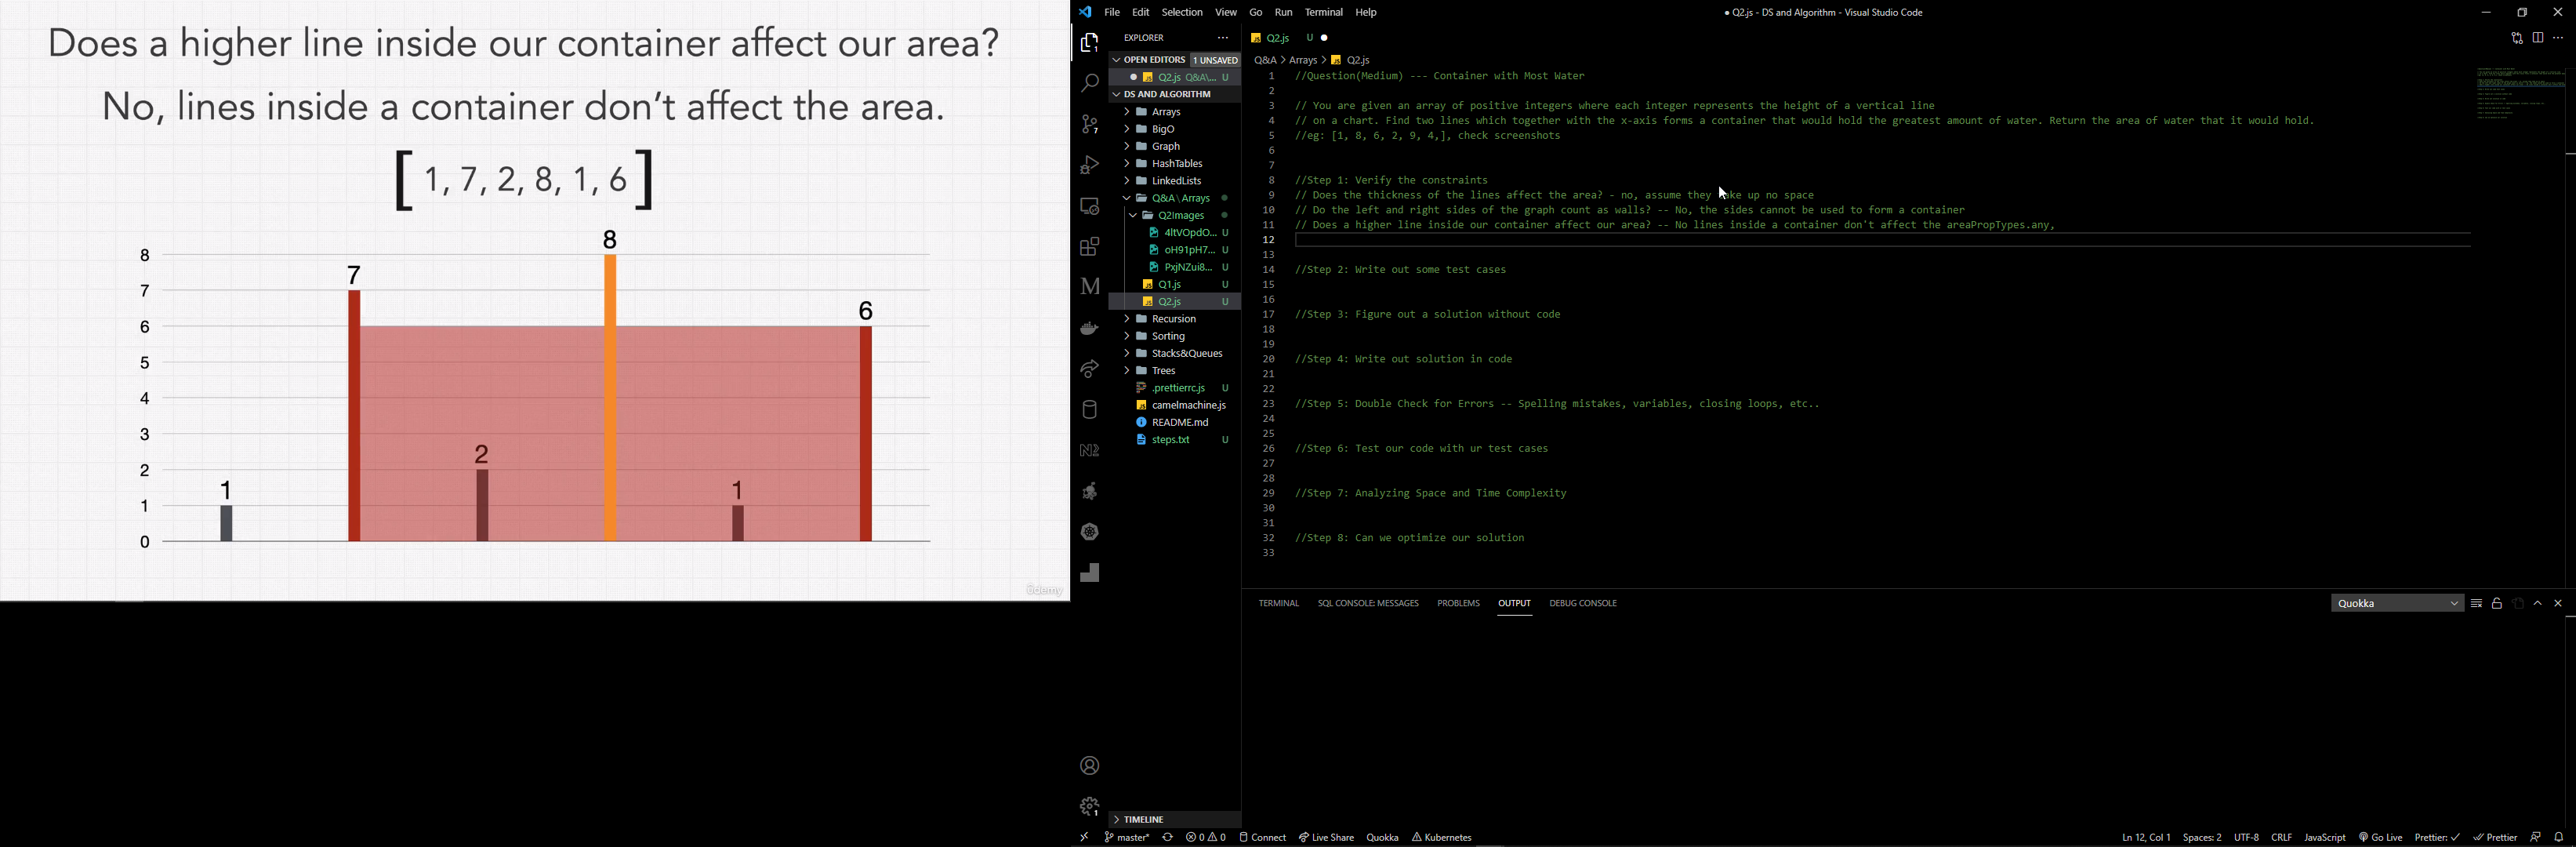 Does a higher line inside our container affect our area?
No, lines inside a container don't affect the area.
[ 1, 7, 2, 8, 1, 6 ]
8
7
6
5
4
3
2
1
0
1
7
2
8
1
6
ûdemy
File Edit Selection View Go Run Terminal Help
● Q2.js - DS and Algorithm - Visual Studio Code
EXPLORER
OPEN EDITORS 1 UNSAVED
Q2.js Q&A\... U
DS AND ALGORITHM
Arrays
BigO
Graph
HashTables
LinkedLists
Q&A \ Arrays
Q2Images
4ltVOpdO... U
oH91pH7... U
PxjNZui8... U
Q1.js U
Q2.js U
Recursion
Sorting
Stacks&Queues
Trees
.prettierrc.js U
camelmachine.js
README.md
steps.txt U
TIMELINE
Q2.js U
Q&A > Arrays > Q2.js
1 //Question(Medium) --- Container with Most Water
2
3 // You are given an array of positive integers where each integer represents the height of a vertical line
4 // on a chart. Find two lines which together with the x-axis forms a container that would hold the greatest amount of water. Return the area of water that it would hold.
5 //eg: [1, 8, 6, 2, 9, 4,], check screenshots
6
7
8 //Step 1: Verify the constraints
9 // Does the thickness of the lines affect the area? - no, assume they ke up no space
10 // Do the left and right sides of the graph count as walls? -- No, the sides cannot be used to form a container
11 // Does a higher line inside our container affect our area? -- No lines inside a container don't affect the areaPropTypes.any,
12
13
14 //Step 2: Write out some test cases
15
16
17 //Step 3: Figure out a solution without code
18
19
20 //Step 4: Write out solution in code
21
22
23 //Step 5: Double Check for Errors -- Spelling mistakes, variables, closing loops, etc..
24
25
26 //Step 6: Test our code with ur test cases
27
28
29 //Step 7: Analyzing Space and Time Complexity
30
31
32 //Step 8: Can we optimize our solution
33
TERMINAL SQL CONSOLE: MESSAGES PROBLEMS OUTPUT DEBUG CONSOLE
Quokka
master* 0 0 Connect Live Share Quokka Kubernetes
Ln 12, Col 1 Spaces: 2 UTF-8 CRLF JavaScript Go Live Prettier: ✓ Prettier